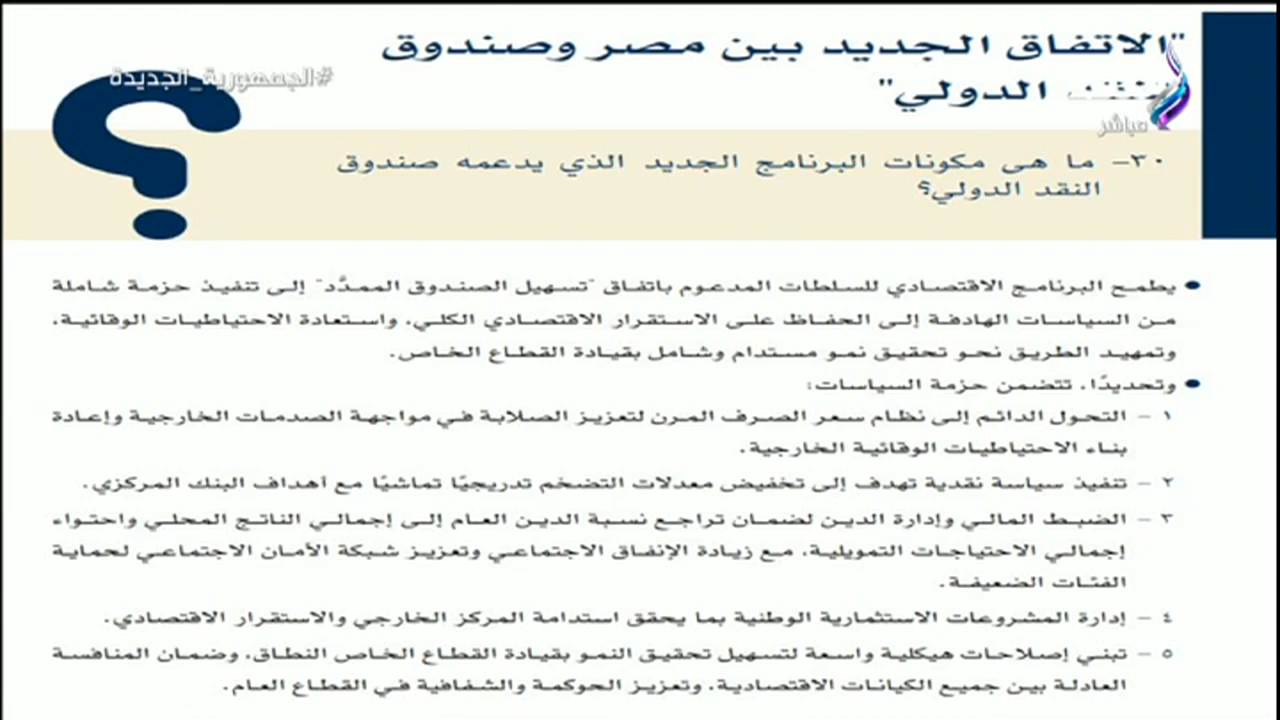 "الاتفاق الجديد بين مصر وصندوق
النقد الدولي"
#الجمهورية_الجديدة
مباشر
٣٠- ما هى مكونات البرنامج الجديد الذي يدعمه صندوق
النقد الدولي؟
• يطمح البرنامج الاقتصادي للسلطات المدعوم باتفاق "تسهيل الصندوق الممدَّد" إلى تنفيذ حزمة شاملة
من السياسات الهادفة إلى الحفاظ على الاستقرار الاقتصادي الكلي، واستعادة الاحتياطيات الوقائية،
وتمهيد الطريق نحو تحقيق نمو مستدام وشامل بقيادة القطاع الخاص.
• وتحديدًا، تتضمن حزمة السياسات:
١ - التحول الدائم إلى نظام سعر الصرف المرن لتعزيز الصلابة في مواجهة الصدمات الخارجية وإعادة
بناء الاحتياطيات الوقائية الخارجية.
٢ - تنفيذ سياسة نقدية تهدف إلى تخفيض معدلات التضخم تدريجيًا تماشيًا مع أهداف البنك المركزي.
٣ - الضبط المالي وإدارة الدين لضمان تراجع نسبة الدين العام إلى إجمالي الناتج المحلي واحتواء
إجمالي الاحتياجات التمويلية، مع زيادة الإنفاق الاجتماعي وتعزيز شبكة الأمان الاجتماعي لحماية
الفئات الضعيفة.
٤ - إدارة المشروعات الاستثمارية الوطنية بما يحقق استدامة المركز الخارجي والاستقرار الاقتصادي.
٥ - تبني إصلاحات هيكلية واسعة لتسهيل تحقيق النمو بقيادة القطاع الخاص النطاق، وضمان المنافسة
العادلة بين جميع الكيانات الاقتصادية، وتعزيز الحوكمة والشفافية في القطاع العام.